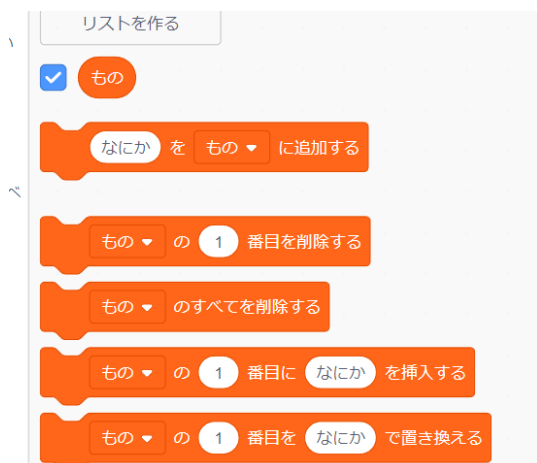 リストを作る
い
もの
なにか を もの に追加する
べ
もの の 1 番目を削除する
もの のすべてを削除する
もの の 1 番目に なにか を挿入する
もの の 1 番目を なにか で置き換える